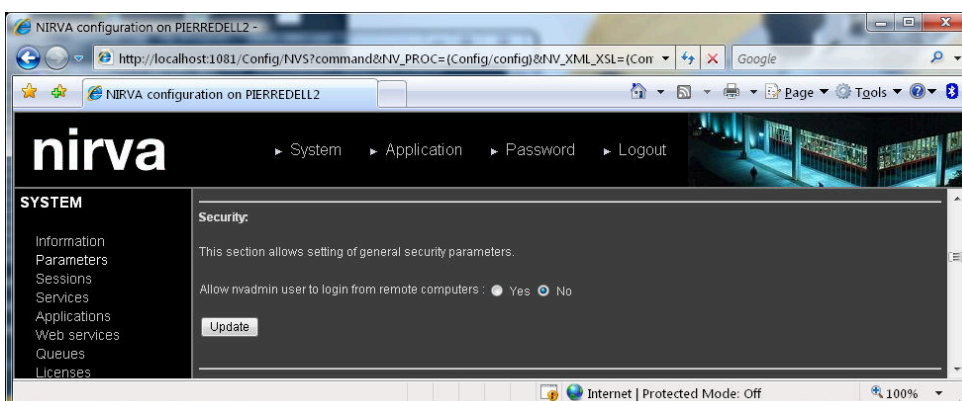 NIRVA configuration on PIERREDELL2 -
http://localhost:1081/Config/NVS?command&NV_PROC=(Config/config)&NV_XML_XSL=(Con
Google
NIRVA configuration on PIERREDELL2
Page
Tools
nirva
System
Application
Password
Logout
SYSTEM
Information
Parameters
Sessions
Services
Applications
Web services
Queues
Licenses
Security:
This section allows setting of general security parameters.
Allow nvadmin user to login from remote computers : Yes No
Update
Internet | Protected Mode: Off
100%